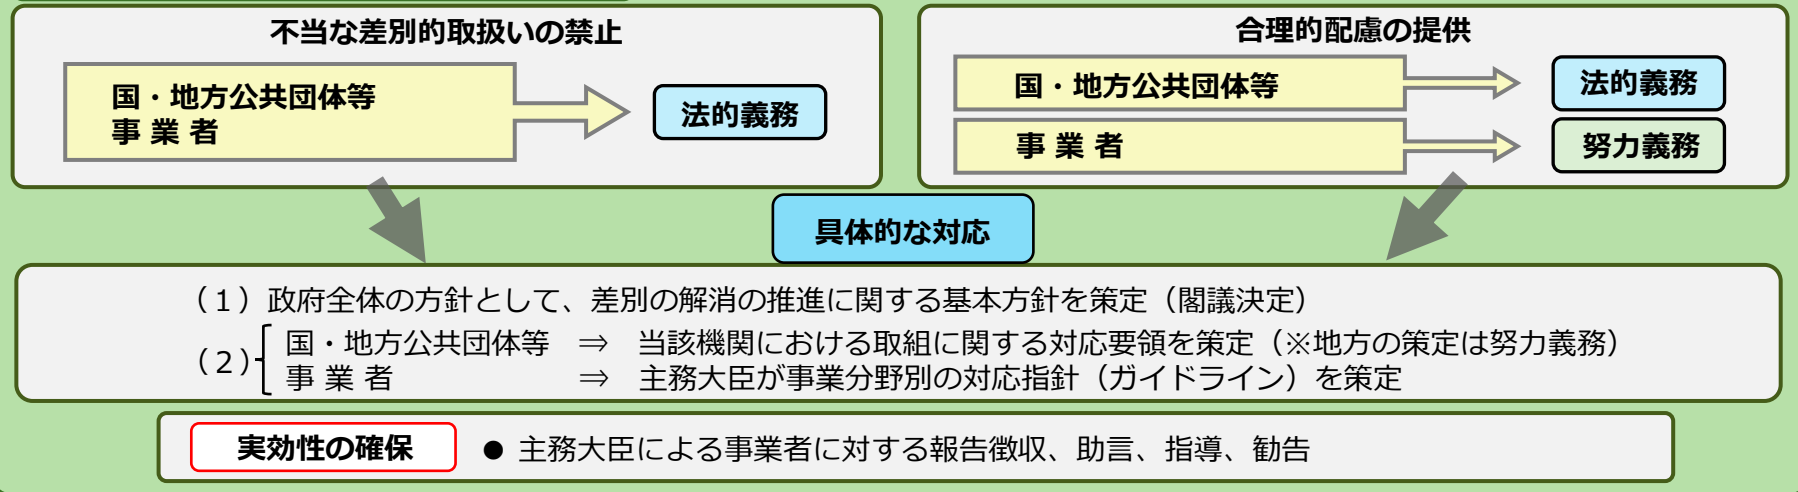 不当な差別的取扱いの禁止
国・地方公共団体等
事 業 者
法的義務
合理的配慮の提供
国・地方公共団体等
法的義務
事 業 者
努力義務
具体的な対応
（１）政府全体の方針として、差別の解消の推進に関する基本方針を策定（閣議決定）
（２）
国・地方公共団体等 ⇒ 当該機関における取組に関する対応要領を策定（※地方の策定は努力義務）
事 業 者 ⇒ 主務大臣が事業分野別の対応指針（ガイドライン）を策定
実効性の確保
● 主務大臣による事業者に対する報告徴収、助言、指導、勧告